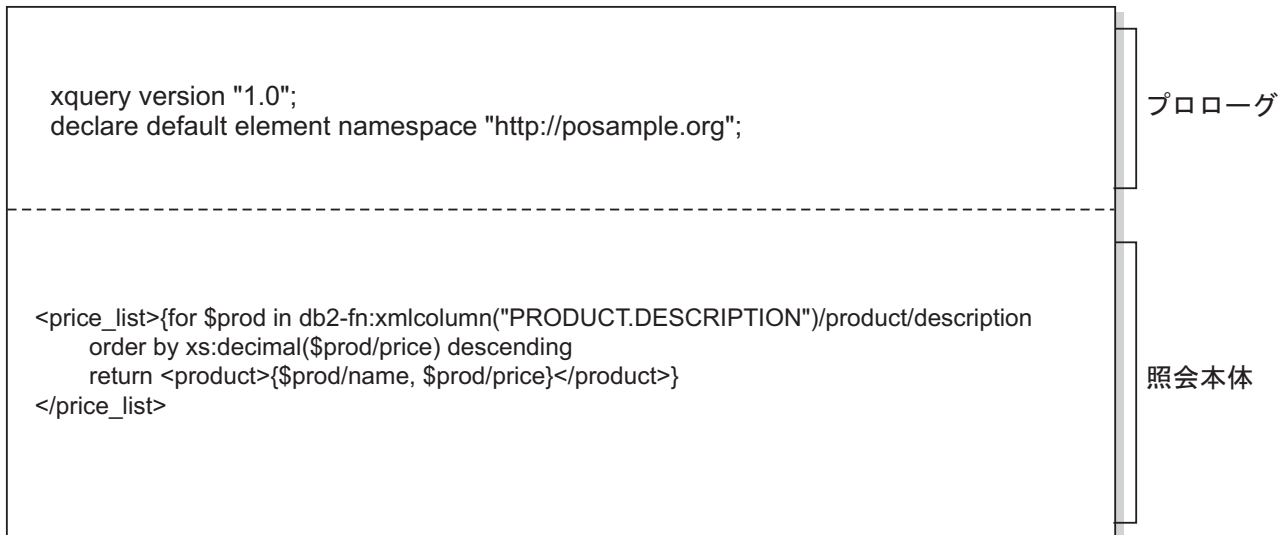 xquery version "1.0";
declare default element namespace "http://posample.org";
プロローグ
<price_list>{for $prod in db2-fn:xmlcolumn("PRODUCT.DESCRIPTION")/product/description
order by xs:decimal($prod/price) descending
return <product>{$prod/name, $prod/price}</product>}
</price_list>
照会本体